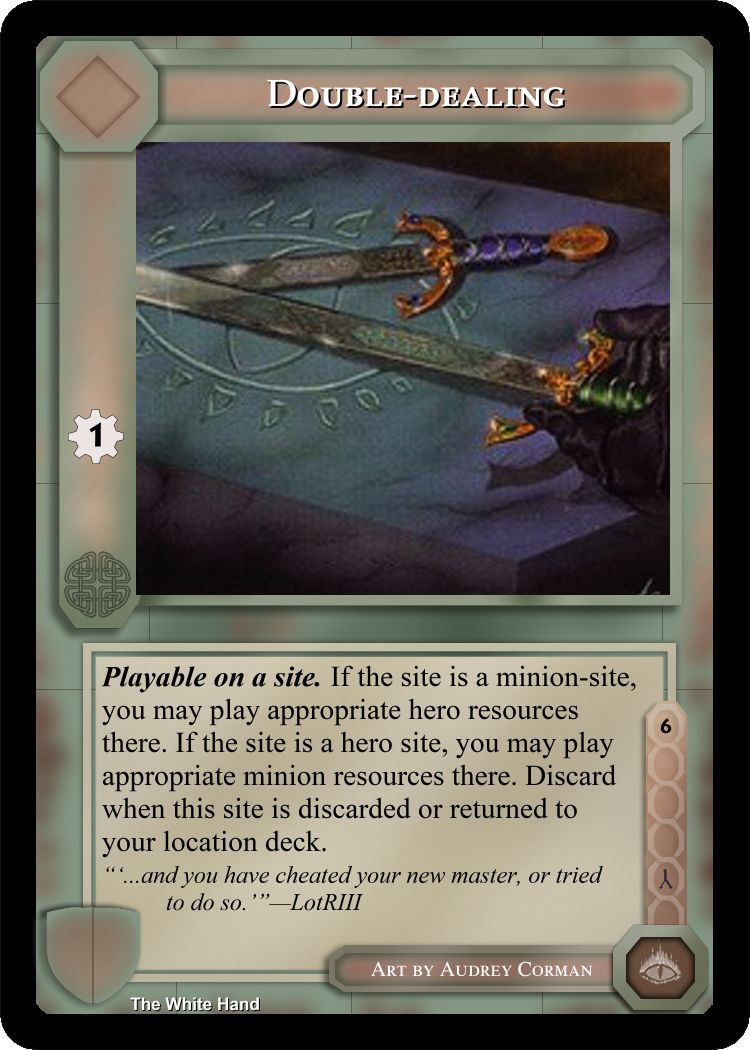 Double-dealing
1
Playable on a site. If the site is a minion-site,
you may play appropriate hero resources
there. If the site is a hero site, you may play
appropriate minion resources there. Discard
when this site is discarded or returned to
your location deck.
“‘...and you have cheated your new master, or tried
to do so.’”—LotRIII
6
Art by Audrey Corman
The White Hand